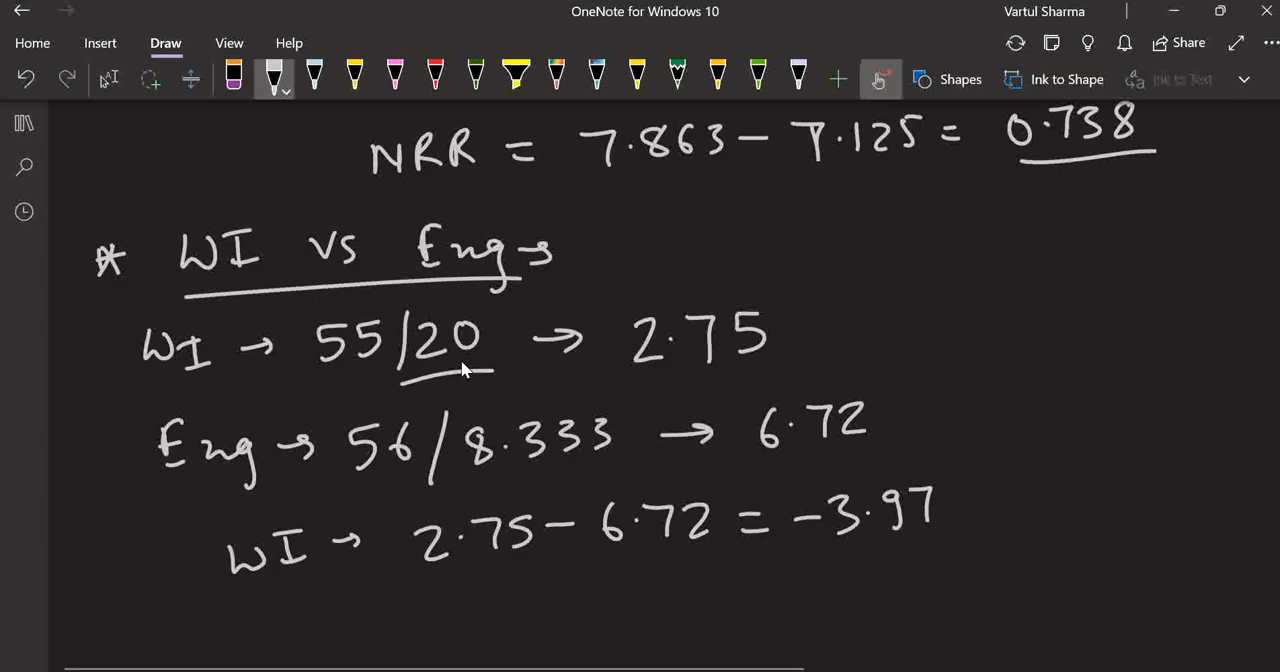 OneNote for Windows 10
Vartul Sharma
Home Insert Draw View Help
Share
Shapes Ink to Shape Ink to Text
NRR = 7.863 - 7.125 = 0.738
* WI vs Eng →
WI → 55/20 → 2.75
Eng → 56/8.333 → 6.72
WI → 2.75 - 6.72 = -3.97